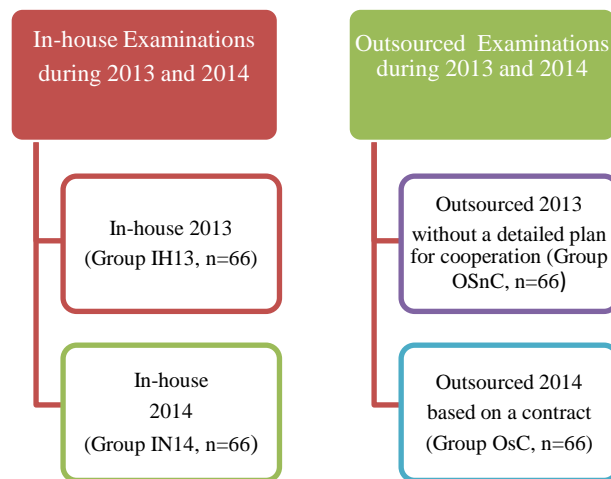 In-house Examinations
during 2013 and 2014
In-house 2013
(Group IH13, n=66)
In-house
2014
(Group IN14, n=66)
Outsourced Examinations
during 2013 and 2014
Outsourced 2013
without a detailed plan
for cooperation (Group
OSnC, n=66)
Outsourced 2014
based on a contract
(Group OsC, n=66)